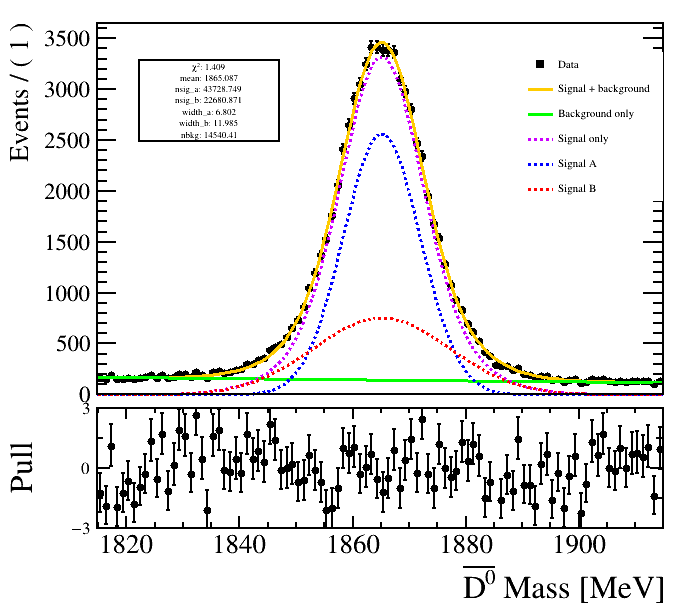 Events / ( 1 )
3500
3000
2500
2000
1500
1000
500
0
χ²: 1.409
mean: 1865.087
nsig_a: 43728.749
nsig_b: 22680.871
width_a: 6.802
width_b: 11.985
nbkg: 14540.41
Data
Signal + background
Background only
Signal only
Signal A
Signal B
Pull
3
0
−3
1820 1840 1860 1880 1900
D⁰ Mass [MeV]